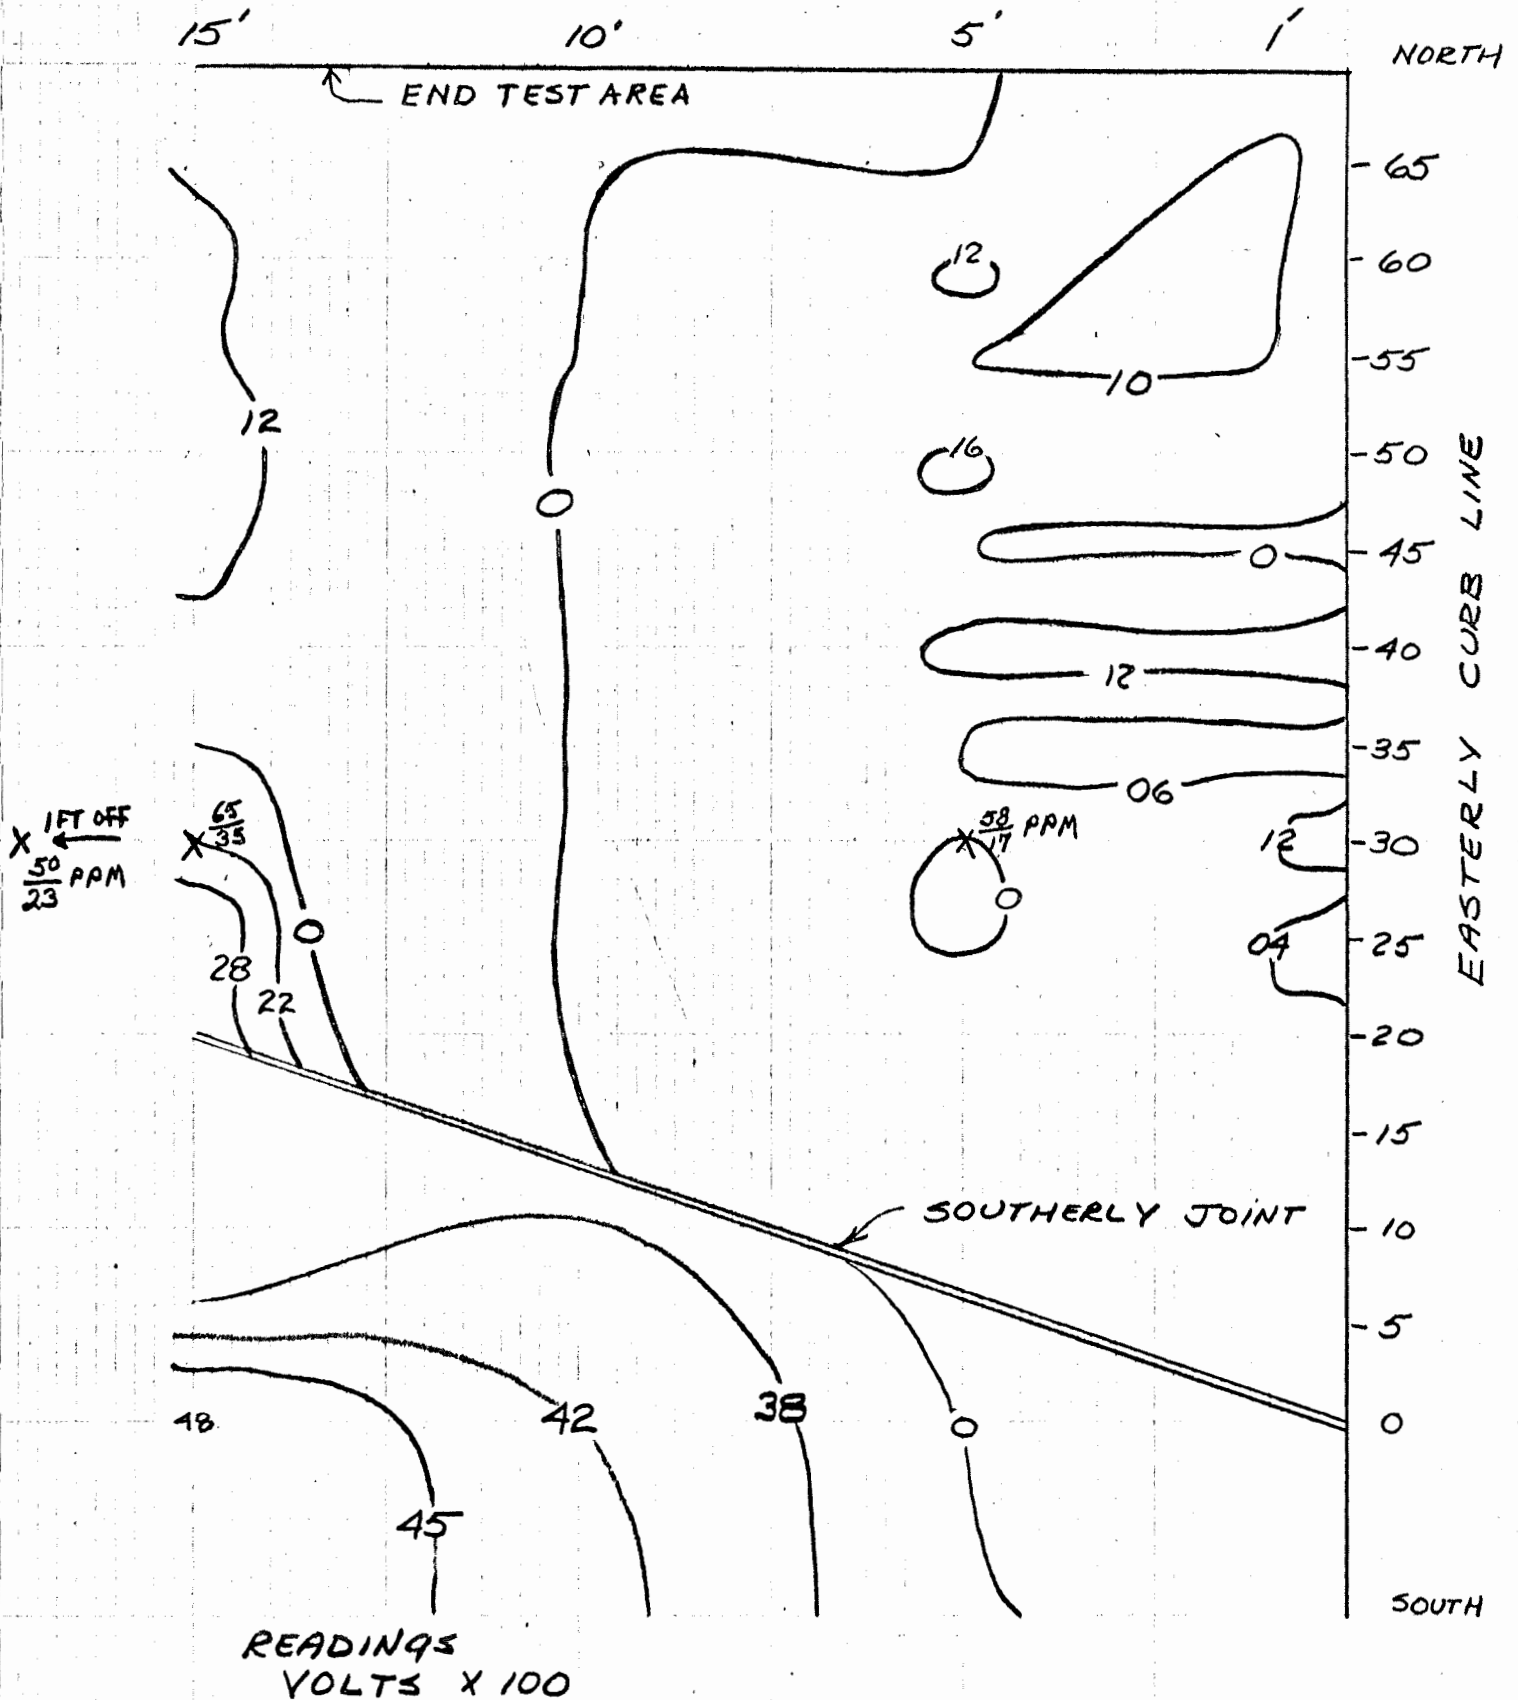 15' 10' 5' 1'
NORTH
END TEST AREA
65
12
60
55
10
12
16
50
0
0
45
40
12
35
06
1FT OFF
X
50/23 PPM
X 65/35
X 58/17 PPM
12
30
0
0
04
25
28
22
20
15
SOUTHERLY JOINT
10
5
38
42
48
0
0
45
EASTERLY CURB LINE
SOUTH
READINGS
VOLTS X 100